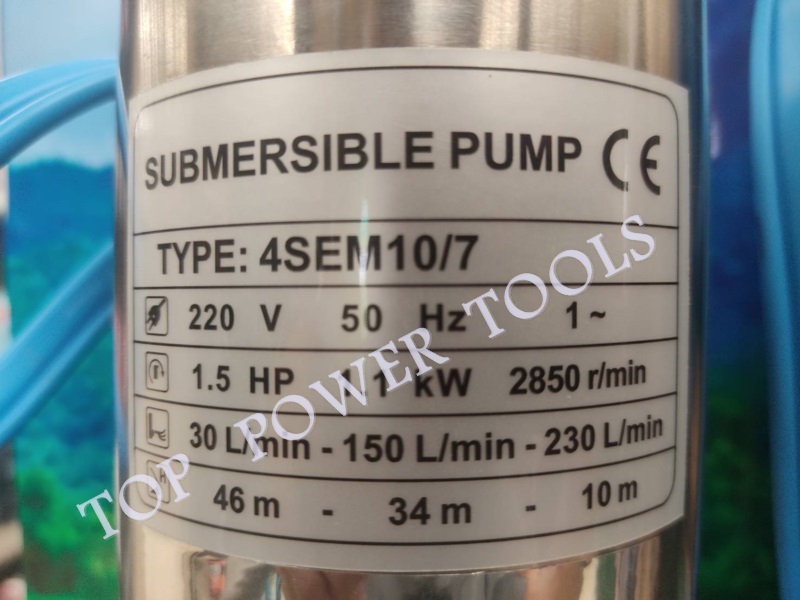 SUBMERSIBLE PUMP CE
TYPE: 4SEM10/7
220 V 50 Hz 1~
1.5 HP 1.1 kW 2850 r/min
30 L/min - 150 L/min - 230 L/min
H 46 m - 34 m - 10 m
TOP POWER TOOLS